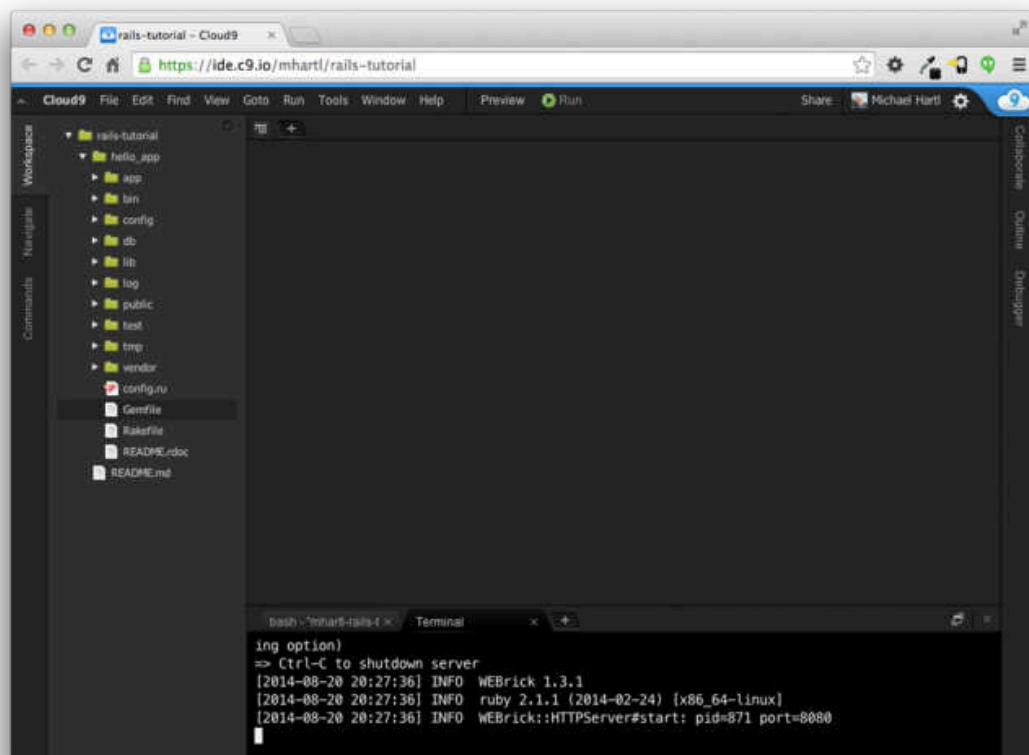 rails-tutorial - Cloud9
https://ide.c9.io/mhartl/rails-tutorial
Cloud9 File Edit Find View Goto Run Tools Window Help Preview Run Share Michael Hartl
Workspace
Navigate
Commands
rails-tutorial
hello_app
app
bin
config
db
lib
log
public
test
tmp
vendor
config.ru
Gemfile
Rakefile
README.rdoc
README.md
Collaborate
Outline
Debugger
bash - "mhartl-rails-t Terminal
ing option)
=> Ctrl-C to shutdown server
[2014-08-20 20:27:36] INFO  WEBrick 1.3.1
[2014-08-20 20:27:36] INFO  ruby 2.1.1 (2014-02-24) [x86_64-linux]
[2014-08-20 20:27:36] INFO  WEBrick::HTTPServer#start: pid=871 port=8080